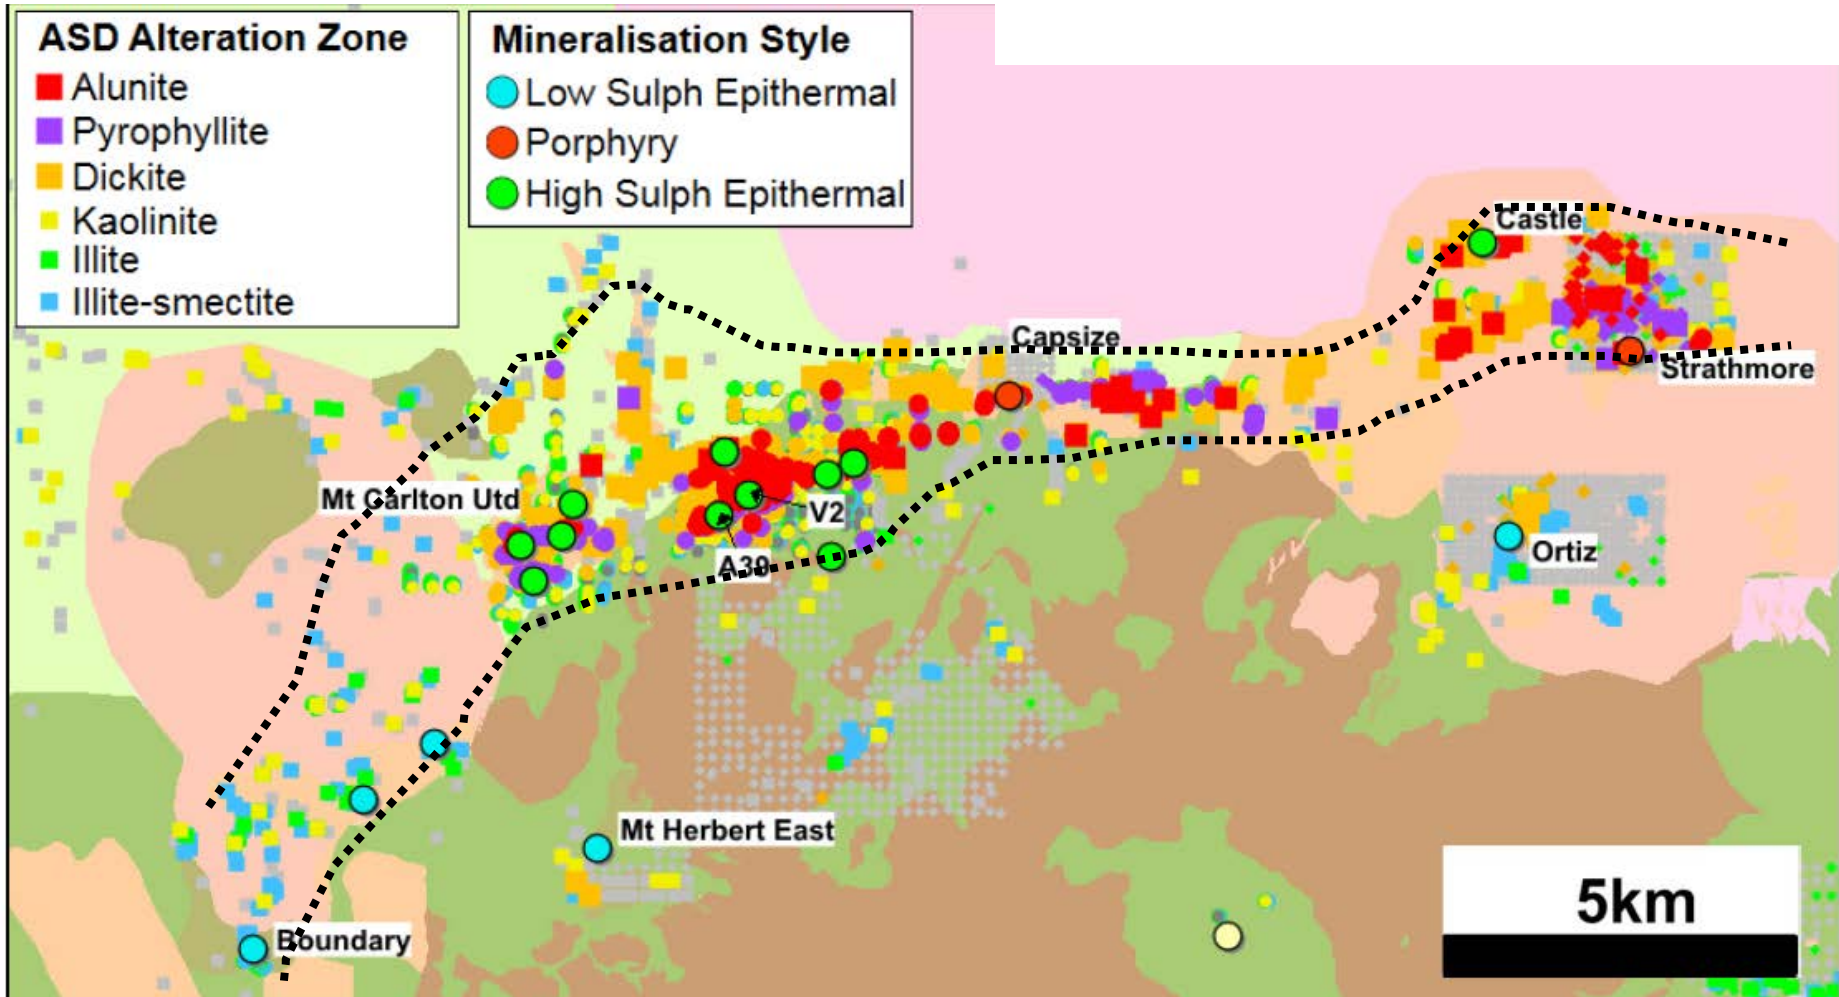 ASD Alteration Zone
Alunite
Pyrophyllite
Dickite
Kaolinite
Illite
Illite-smectite
Mineralisation Style
Low Sulph Epithermal
Porphyry
High Sulph Epithermal
Castle
Capsize
Strathmore
Mt Carlton Utd
V2
A39
Ortiz
Mt Herbert East
Boundary
5km